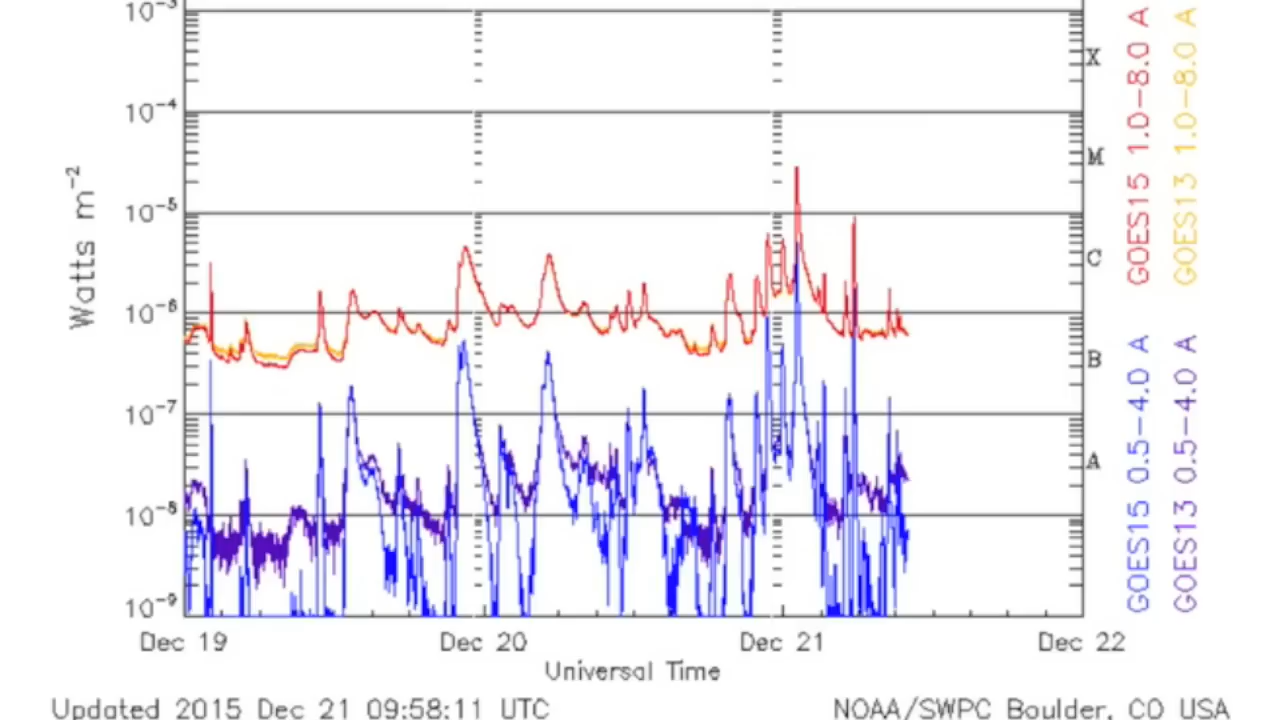 10-3
10-4
10-5
10-6
10-7
10-8
10-9
Watts m-2
X
M
C
B
A
Dec 19
Dec 20
Dec 21
Dec 22
Universal Time
GOES15 1.0-8.0 A
GOES13 1.0-8.0 A
GOES15 0.5-4.0 A
GOES13 0.5-4.0 A
Updated 2015 Dec 21 09:58:11 UTC
NOAA/SWPC Boulder, CO USA